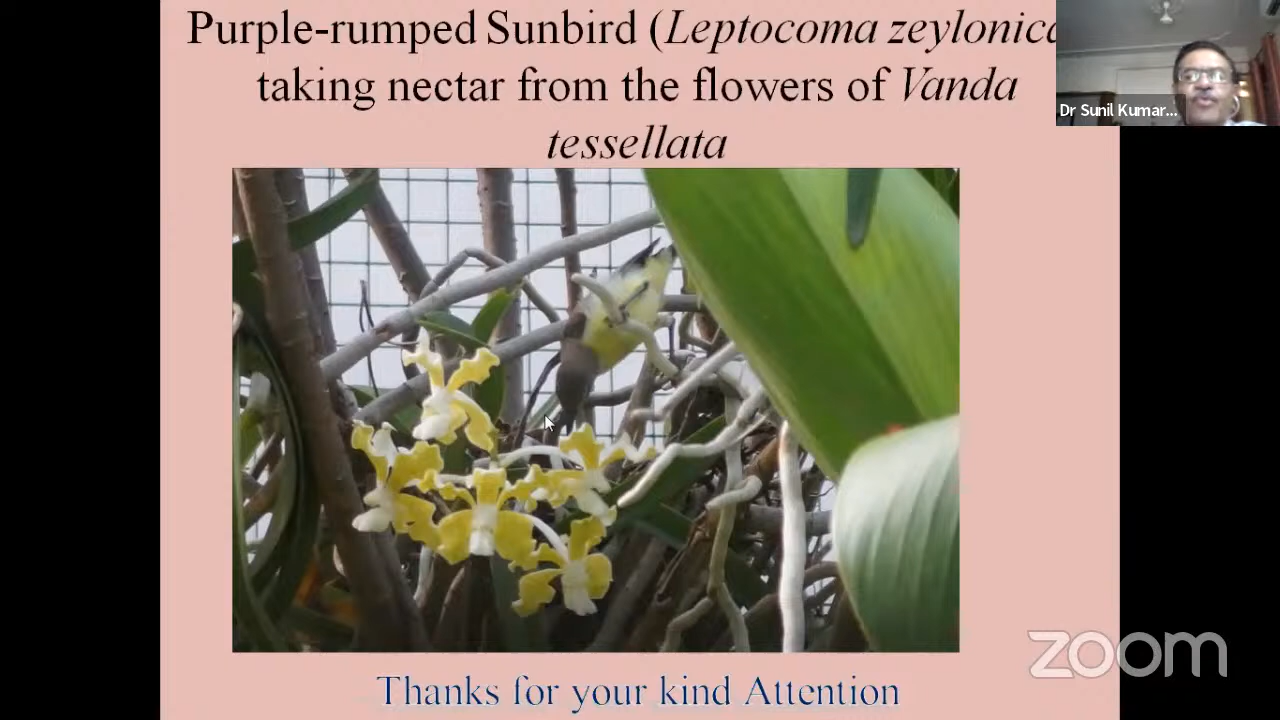 Purple-rumped Sunbird (Leptocoma zeylonica
taking nectar from the flowers of Vanda
tessellata
Dr Sunil Kumar...
Thanks for your kind Attention
zoom